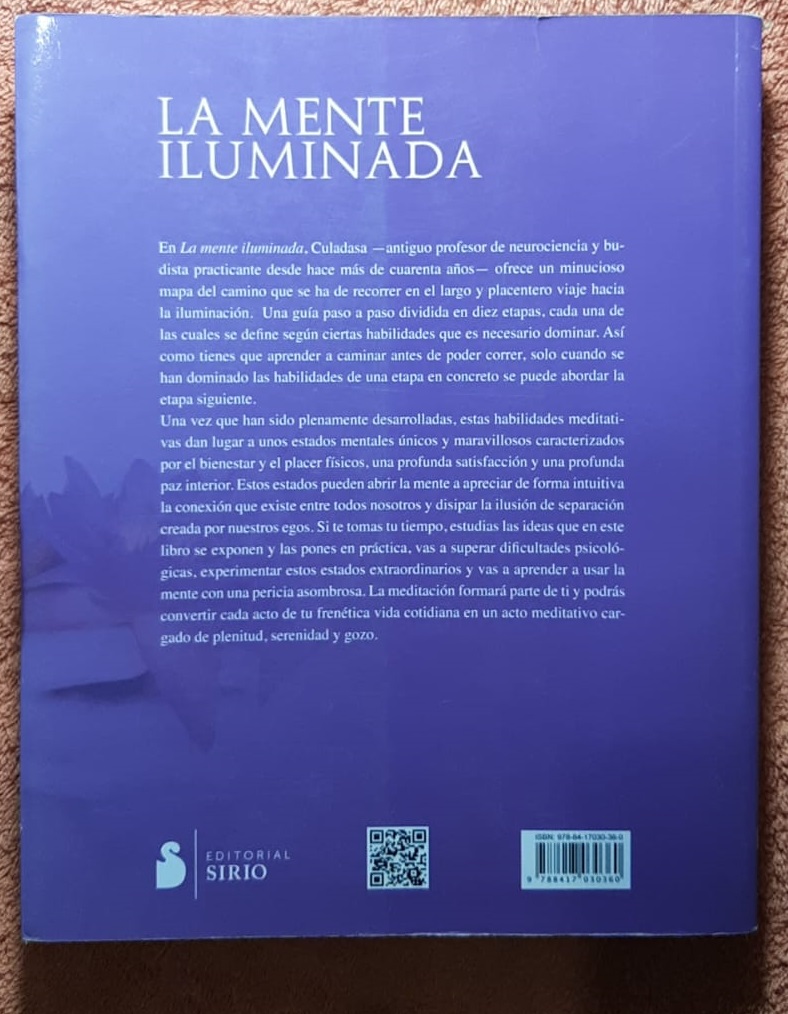 LA MENTE
ILUMINADA
En La mente iluminada, Culadasa —antiguo profesor de neurociencia y bu-
dista practicante desde hace más de cuarenta años— ofrece un minucioso
mapa del camino que se ha de recorrer en el largo y placentero viaje hacia
la iluminación. Una guía paso a paso dividida en diez etapas, cada una de
las cuales se define según ciertas habilidades que es necesario dominar. Así
como tienes que aprender a caminar antes de poder correr, solo cuando se
han dominado las habilidades de una etapa en concreto se puede abordar la
etapa siguiente.
Una vez que han sido plenamente desarrolladas, estas habilidades meditati-
vas dan lugar a unos estados mentales únicos y maravillosos caracterizados
por el bienestar y el placer físicos, una profunda satisfacción y una profunda
paz interior. Estos estados pueden abrir la mente a apreciar de forma intuitiva
la conexión que existe entre todos nosotros y disipar la ilusión de separación
creada por nuestros egos. Si te tomas tu tiempo, estudias las ideas que en este
libro se exponen y las pones en práctica, vas a superar dificultades psicoló-
gicas, experimentar estos estados extraordinarios y vas a aprender a usar la
mente con una pericia asombrosa. La meditación formará parte de ti y podrás
convertir cada acto de tu frenética vida cotidiana en un acto meditativo car-
gado de plenitud, serenidad y gozo.
EDITORIAL
SIRIO
ISBN: 978-84-17030-36-0
9 788417 030360